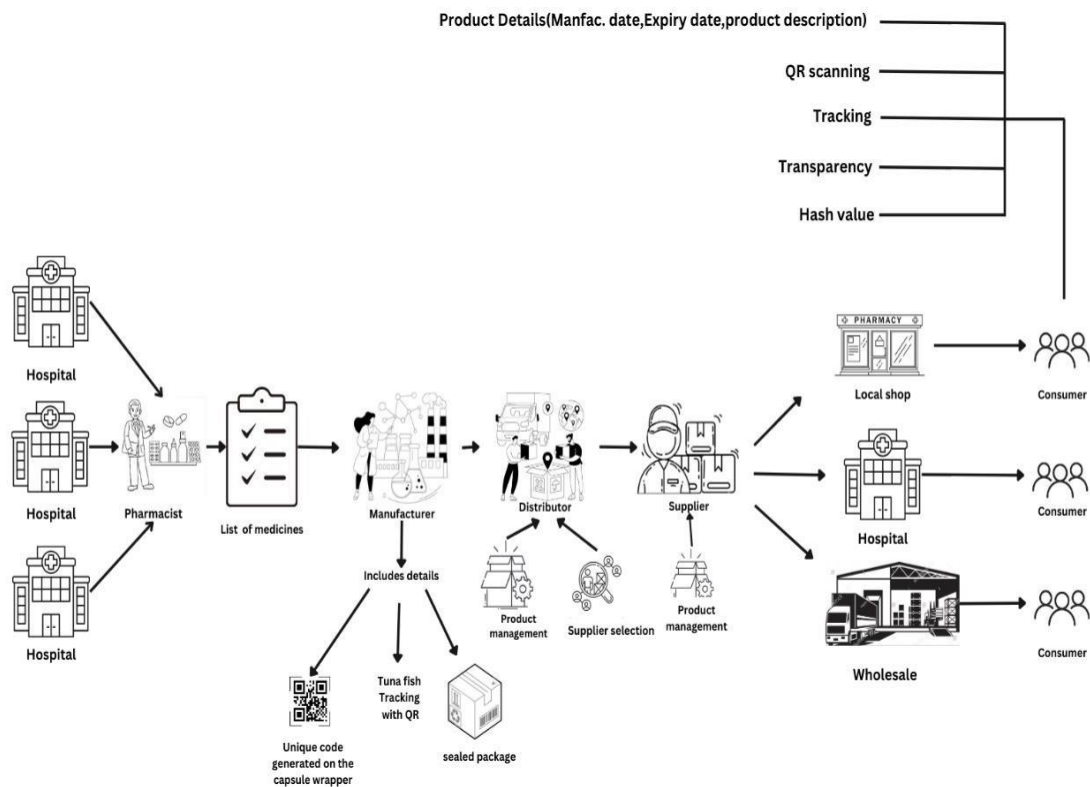 Product Details(Manfac. date,Expiry date,product description)
QR scanning
Tracking
Transparency
Hash value
Hospital
Hospital
Hospital
Pharmacist
List of medicines
Manufacturer
Distributor
Supplier
PHARMACY
Local shop
Hospital
Wholesale
Consumer
Consumer
Consumer
Includes details
Product
management
Supplier selection
Product
management
Unique code
generated on the
capsule wrapper
Tuna fish
Tracking
with QR
sealed package